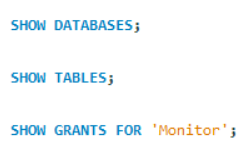 SHOW DATABASES;
SHOW TABLES;
SHOW GRANTS FOR 'Monitor';